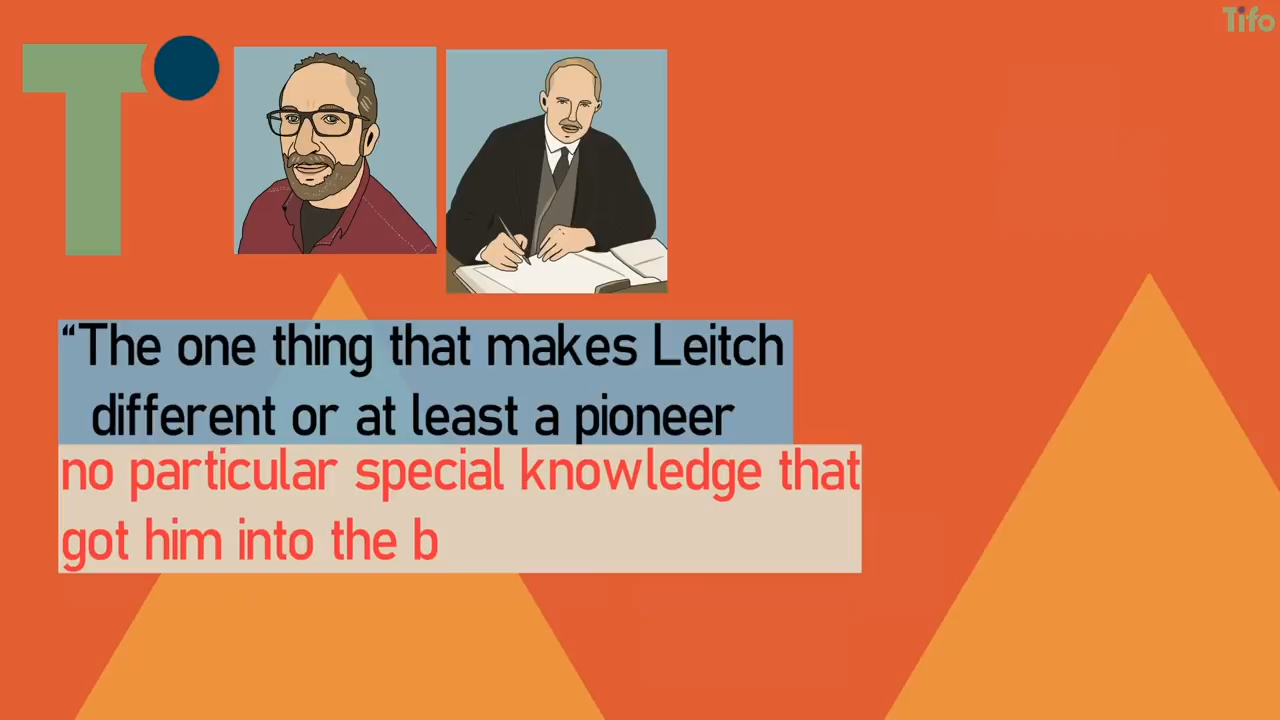 Tifo
T
“The one thing that makes Leitch
different or at least a pioneer
no particular special knowledge that
got him into the b